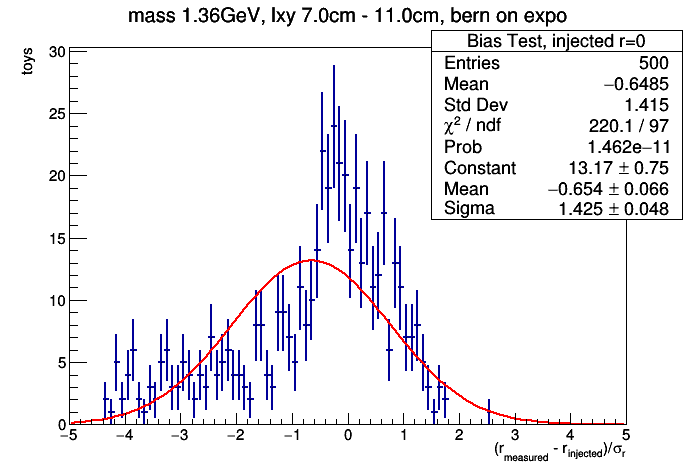 mass 1.36GeV, lxy 7.0cm - 11.0cm, bern on expo
Bias Test, injected r=0
Entries 500
Mean −0.6485
Std Dev 1.415
χ² / ndf 220.1 / 97
Prob 1.462e−11
Constant 13.17 ± 0.75
Mean −0.654 ± 0.066
Sigma 1.425 ± 0.048
toys
30
25
20
15
10
5
0
−5 −4 −3 −2 −1 0 1 2 3 4 5
(r_measured - r_injected)/σ_r